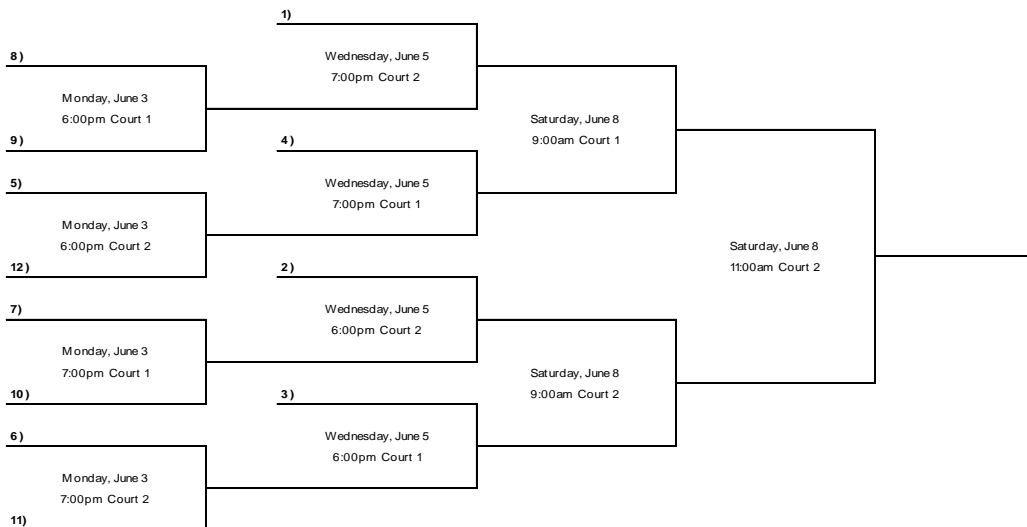 1)
Wednesday, June 5
7:00pm Court 2
8)
Monday, June 3
6:00pm Court 1
9)
Saturday, June 8
9:00am Court 1
4)
Wednesday, June 5
7:00pm Court 1
5)
Monday, June 3
6:00pm Court 2
12)
Saturday, June 8
11:00am Court 2
2)
Wednesday, June 5
6:00pm Court 2
7)
Monday, June 3
7:00pm Court 1
10)
Saturday, June 8
9:00am Court 2
3)
Wednesday, June 5
6:00pm Court 1
6)
Monday, June 3
7:00pm Court 2
11)